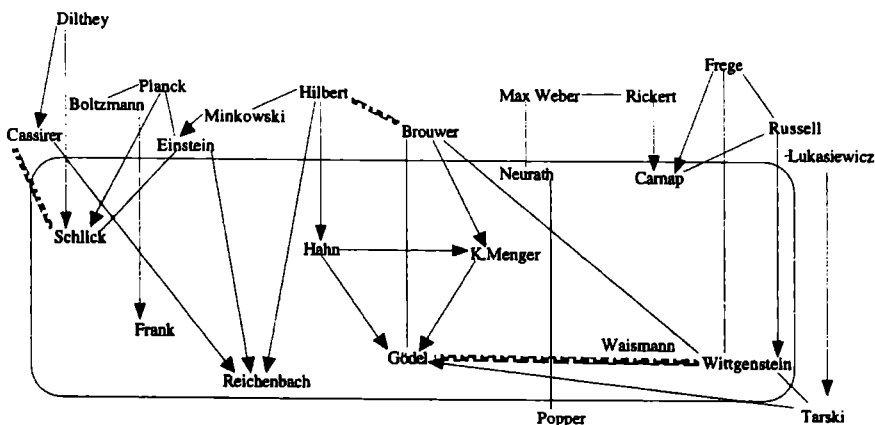 Dilthey
Planck
Boltzmann
Hilbert
Frege
Max Weber
Rickert
Minkowski
Cassirer
Einstein
Brouwer
Russell
Lukasiewicz
Neurath
Carnap
Schlick
Hahn
K.Menger
Frank
Waismann
Gödel
Wittgenstein
Reichenbach
Popper
Tarski